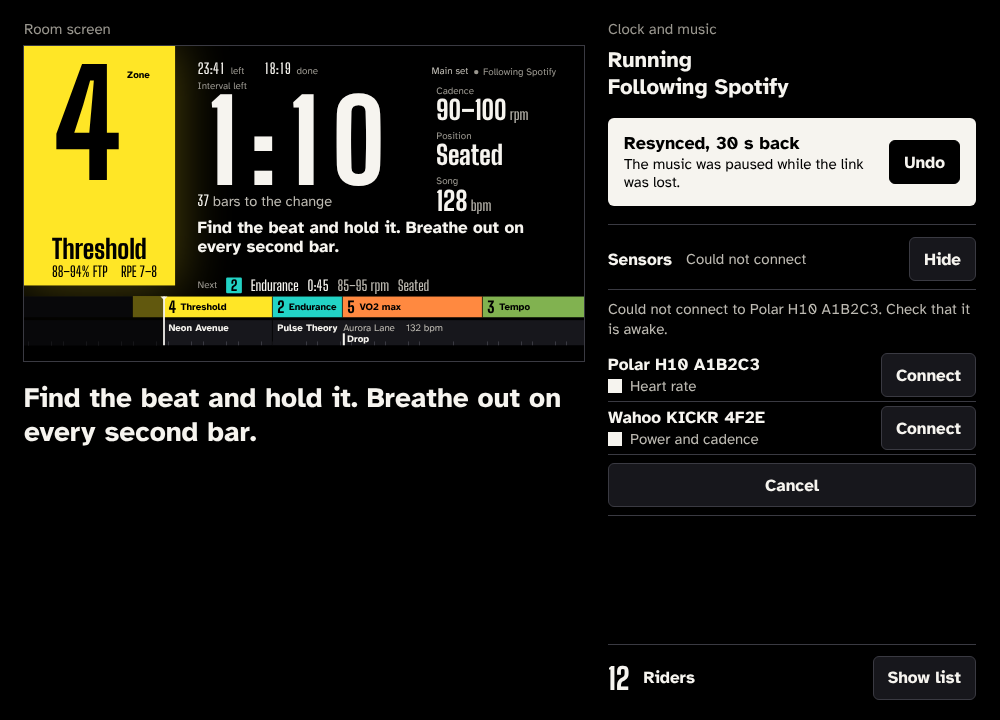 Room screen
4 Zone
Threshold
88–94% FTP RPE 7–8
23:41 left 18:19 done
Interval left
1:10
37 bars to the change
Main set • Following Spotify
Cadence
90–100 rpm
Position
Seated
Song
128 bpm
Find the beat and hold it. Breathe out on
every second bar.
Next 2 Endurance 0:45 85–95 rpm Seated
4 Threshold 2 Endurance 5 VO2 max 3 Tempo
Neon Avenue Pulse Theory Aurora Lane 132 bpm
Drop
Find the beat and hold it. Breathe out on
every second bar.
Clock and music
Running
Following Spotify
Resynced, 30 s back
The music was paused while the link
was lost.
Undo
Sensors Could not connect Hide
Could not connect to Polar H10 A1B2C3. Check that it
is awake.
Polar H10 A1B2C3
Heart rate
Connect
Wahoo KICKR 4F2E
Power and cadence
Connect
Cancel
12 Riders Show list